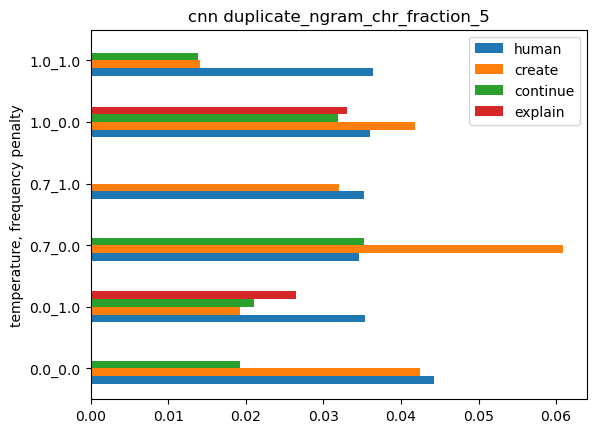 cnn duplicate_ngram_chr_fraction_5
human
create
continue
explain
temperature, frequency penalty
1.0_1.0
1.0_0.0
0.7_1.0
0.7_0.0
0.0_1.0
0.0_0.0
0.00 0.01 0.02 0.03 0.04 0.05 0.06